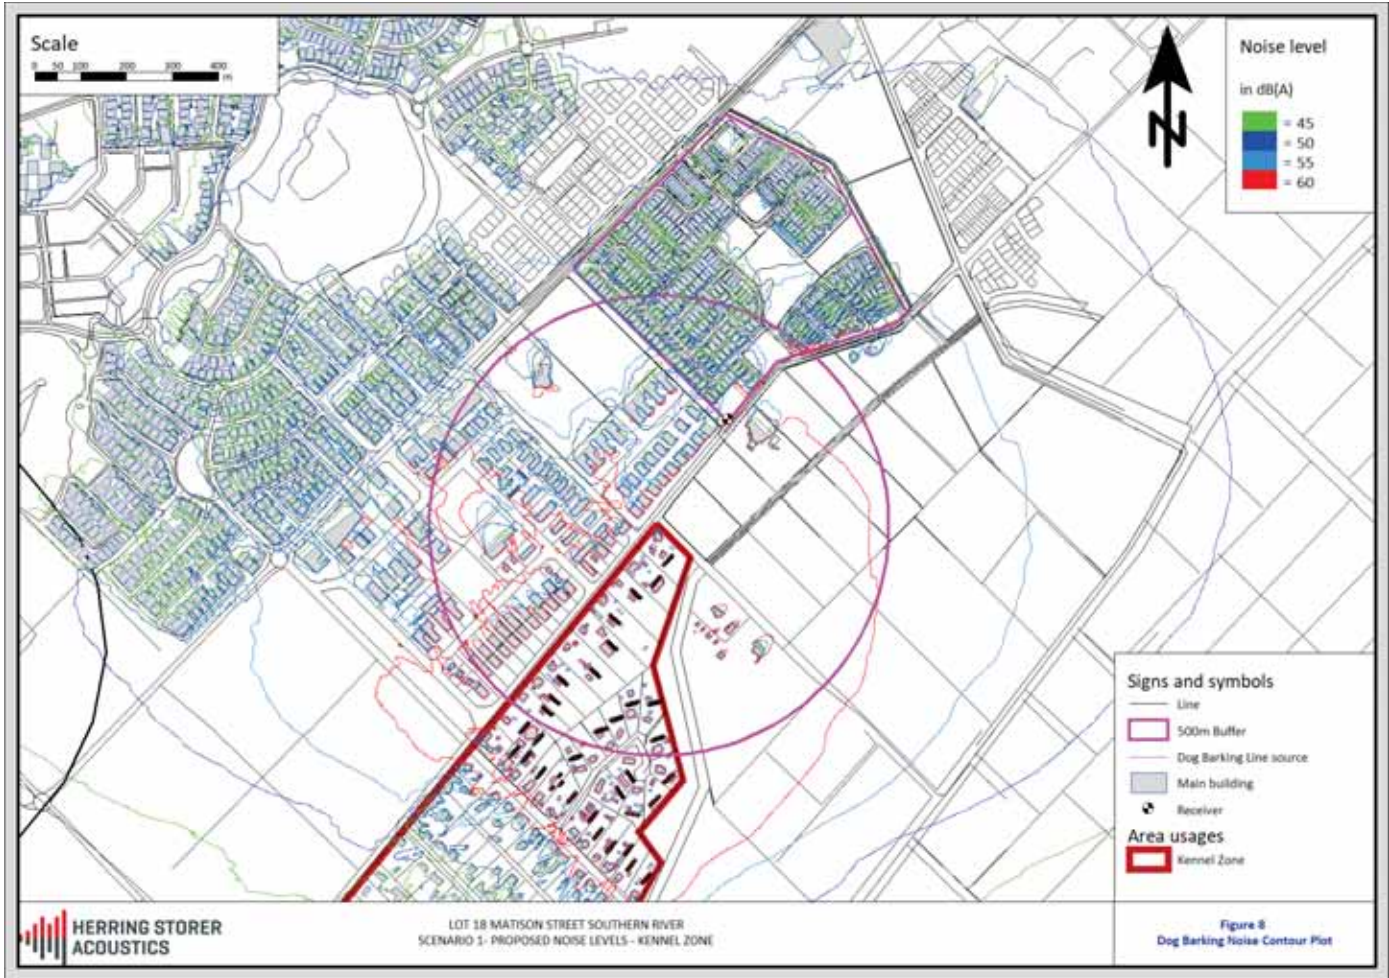 Scale
0 50 100 200 300 400
m
Noise level
in dB(A)
= 45
= 50
= 55
= 60
N
Signs and symbols
Line
500m Buffer
Dog Barking Line source
Main building
Receiver
Area usages
Kennel Zone
HERRING STORER
ACOUSTICS
LOT 18 MATISON STREET SOUTHERN RIVER
SCENARIO 1- PROPOSED NOISE LEVELS - KENNEL ZONE
Figure 8
Dog Barking Noise Contour Plot